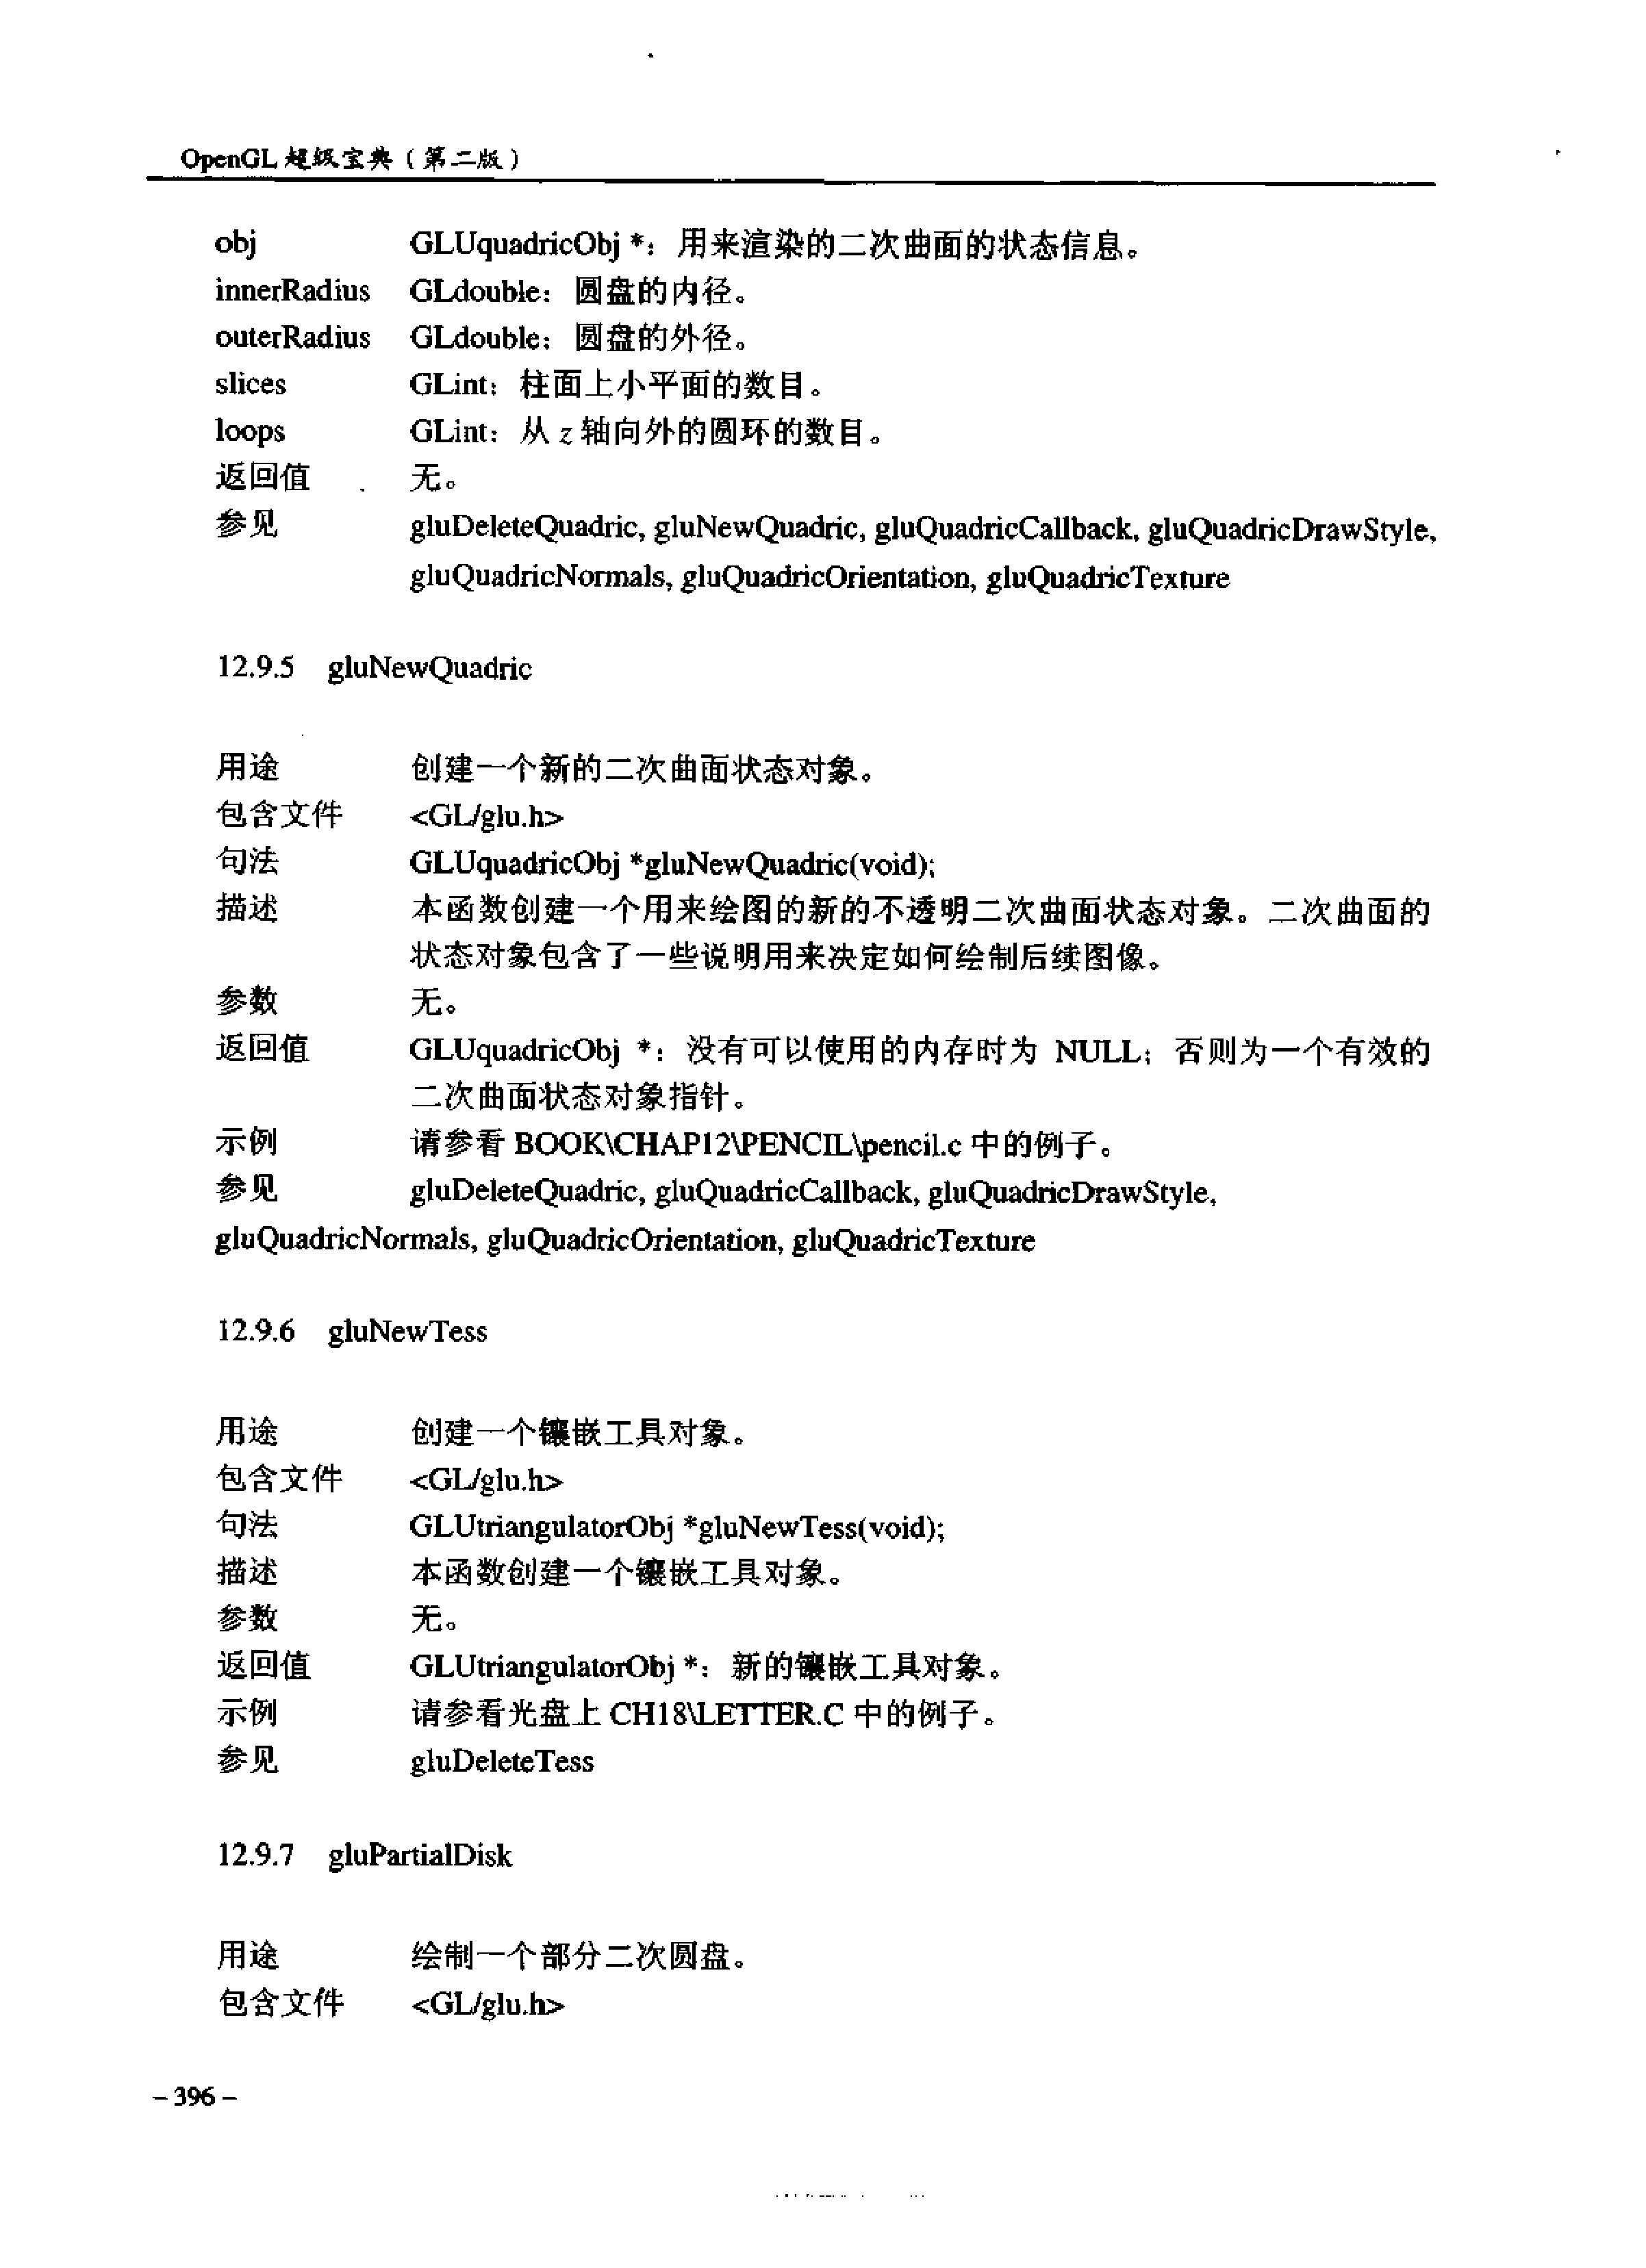 OpenGL 超级宝典（第二版）
obj GLUquadricObj *：用来渲染的二次曲面的状态信息。
innerRadius GLdouble：圆盘的内径。
outerRadius GLdouble：圆盘的外径。
slices GLint：柱面上小平面的数目。
loops GLint：从 z 轴向外的圆环的数目。
返回值 无。
参见 gluDeleteQuadric, gluNewQuadric, gluQuadricCallback, gluQuadricDrawStyle,
gluQuadricNormals, gluQuadricOrientation, gluQuadricTexture
12.9.5 gluNewQuadric
用途 创建一个新的二次曲面状态对象。
包含文件 <GL/glu.h>
句法 GLUquadricObj *gluNewQuadric(void);
描述 本函数创建一个用来绘图的新的不透明二次曲面状态对象。二次曲面的
状态对象包含了一些说明用来决定如何绘制后续图像。
参数 无。
返回值 GLUquadricObj *：没有可以使用的内存时为 NULL；否则为一个有效的
二次曲面状态对象指针。
示例 请参看 BOOK\CHAP12\PENCIL\pencil.c 中的例子。
参见 gluDeleteQuadric, gluQuadricCallback, gluQuadricDrawStyle,
gluQuadricNormals, gluQuadricOrientation, gluQuadricTexture
12.9.6 gluNewTess
用途 创建一个镶嵌工具对象。
包含文件 <GL/glu.h>
句法 GLUtriangulatorObj *gluNewTess(void);
描述 本函数创建一个镶嵌工具对象。
参数 无。
返回值 GLUtriangulatorObj *：新的镶嵌工具对象。
示例 请参看光盘上 CH18\LETTER.C 中的例子。
参见 gluDeleteTess
12.9.7 gluPartialDisk
用途 绘制一个部分二次圆盘。
包含文件 <GL/glu.h>
– 396 –